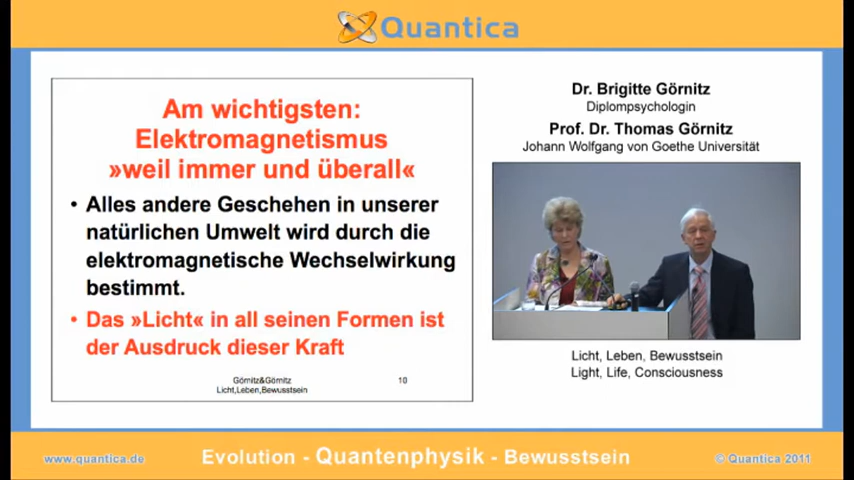 Quantica
Am wichtigsten:
Elektromagnetismus
»weil immer und überall«
• Alles andere Geschehen in unserer
natürlichen Umwelt wird durch die
elektromagnetische Wechselwirkung
bestimmt.
• Das »Licht« in all seinen Formen ist
der Ausdruck dieser Kraft
Görnitz&Görnitz
Licht,Leben,Bewusstsein
10
Dr. Brigitte Görnitz
Diplompsychologin
Prof. Dr. Thomas Görnitz
Johann Wolfgang von Goethe Universität
Licht, Leben, Bewusstsein
Light, Life, Consciousness
www.quantica.de
Evolution - Quantenphysik - Bewusstsein
© Quantica 2011